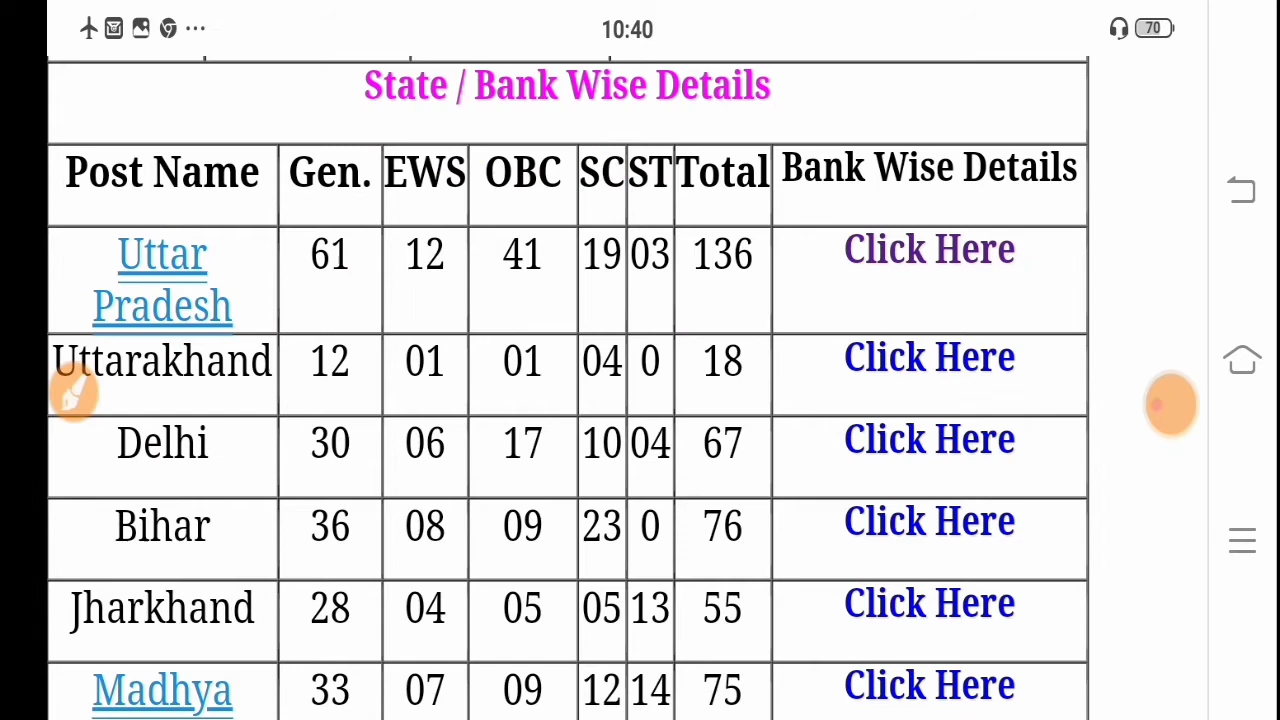 10:40
70
State / Bank Wise Details
Post Name Gen. EWS OBC SC ST Total Bank Wise Details
Uttar Pradesh 61 12 41 19 03 136 Click Here
Uttarakhand 12 01 01 04 0 18 Click Here
Delhi 30 06 17 10 04 67 Click Here
Bihar 36 08 09 23 0 76 Click Here
Jharkhand 28 04 05 05 13 55 Click Here
Madhya 33 07 09 12 14 75 Click Here